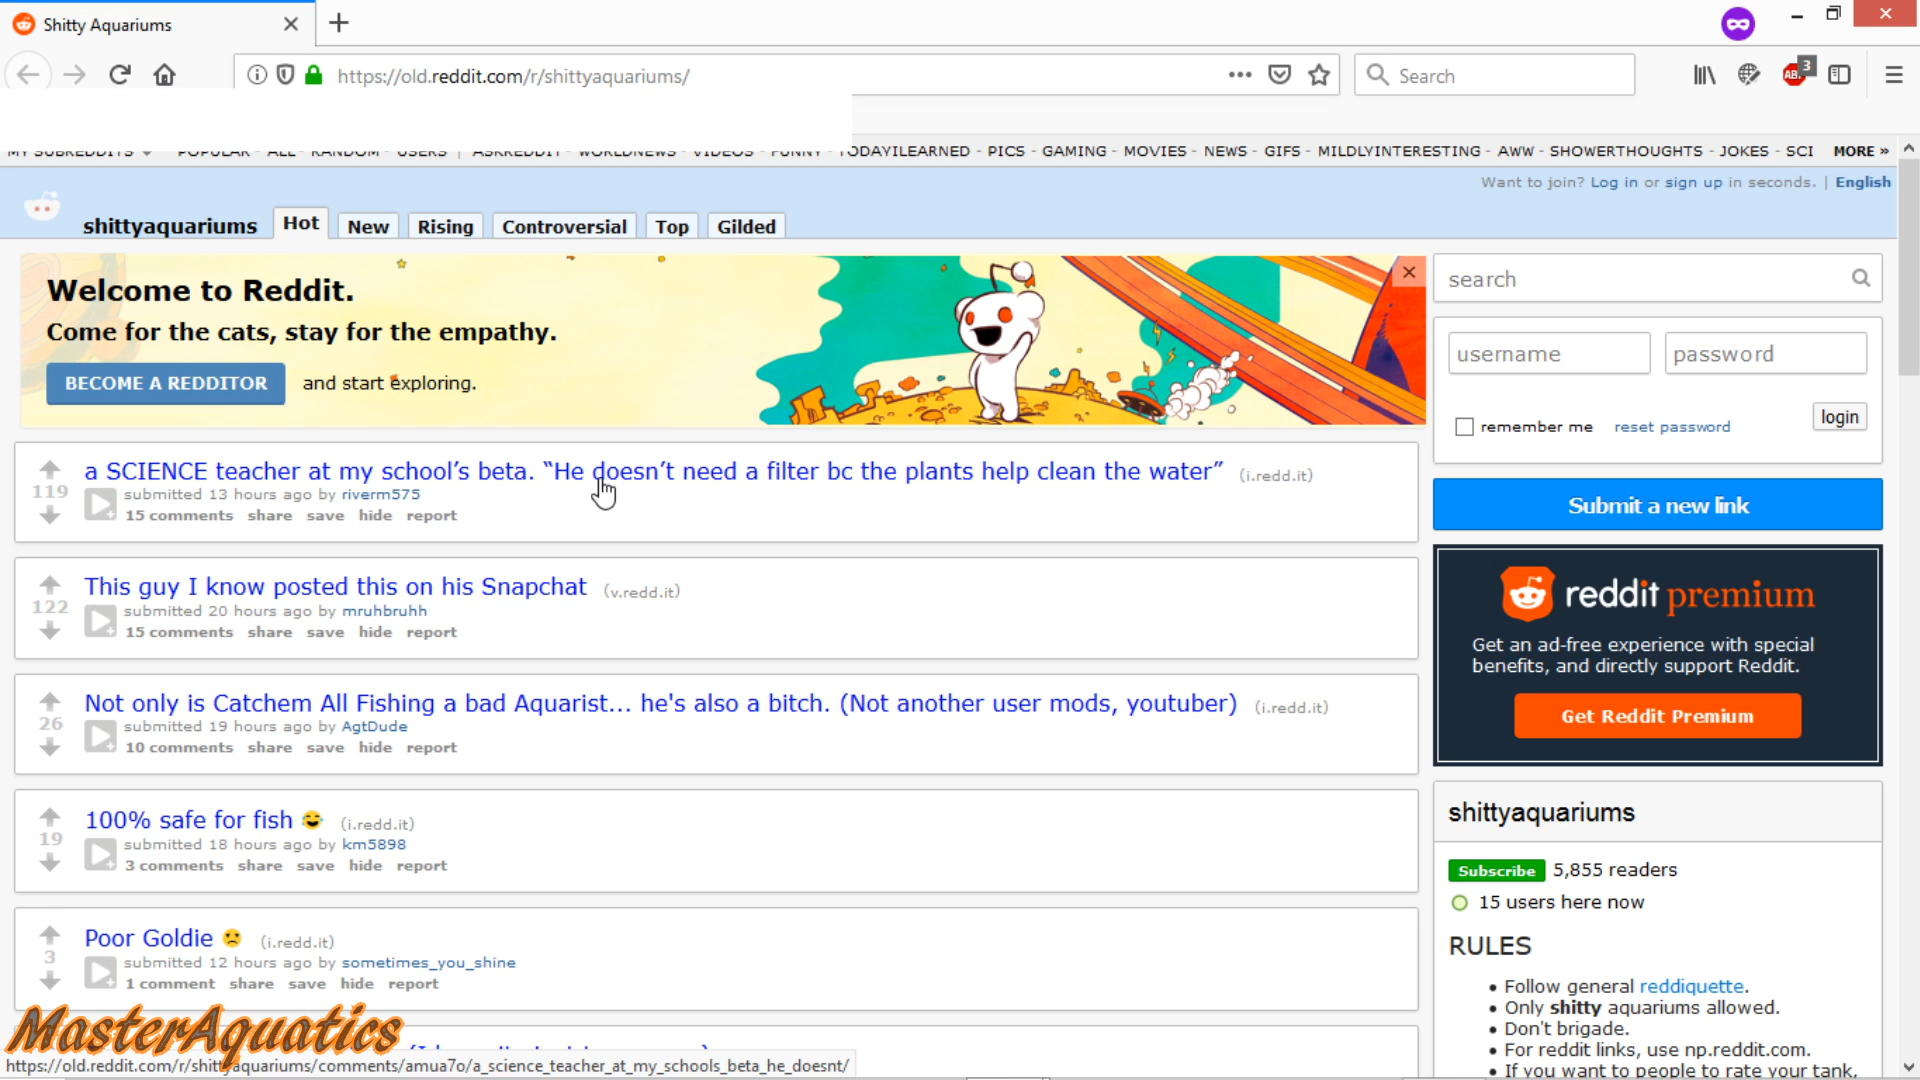 Shitty Aquariums
https://old.reddit.com/r/shittyaquariums/
Search
ABP
3
MY SUBREDDITS POPULAR - ALL - RANDOM - USERS | ASKREDDIT - WORLDNEWS - VIDEOS - FUNNY - TODAYILEARNED - PICS - GAMING - MOVIES - NEWS - GIFS - MILDLYINTERESTING - AWW - SHOWERTHOUGHTS - JOKES - SCI MORE »
Want to join? Log in or sign up in seconds. | English
shittyaquariums Hot New Rising Controversial Top Gilded
Welcome to Reddit.
Come for the cats, stay for the empathy.
BECOME A REDDITOR and start exploring.
search
username password
remember me reset password login
a SCIENCE teacher at my school’s beta. “He doesn’t need a filter bc the plants help clean the water” (i.redd.it)
119
submitted 13 hours ago by riverm575
15 comments share save hide report
Submit a new link
This guy I know posted this on his Snapchat (v.redd.it)
122
submitted 20 hours ago by mruhbruhh
15 comments share save hide report
reddit premium
Get an ad-free experience with special
benefits, and directly support Reddit.
Get Reddit Premium
Not only is Catchem All Fishing a bad Aquarist... he's also a bitch. (Not another user mods, youtuber) (i.redd.it)
26
submitted 19 hours ago by AgtDude
10 comments share save hide report
100% safe for fish 😂 (i.redd.it)
19
submitted 18 hours ago by km5898
3 comments share save hide report
shittyaquariums
Subscribe 5,855 readers
15 users here now
RULES
• Follow general reddiquette.
• Only shitty aquariums allowed.
• Don't brigade.
• For reddit links, use np.reddit.com.
• If you want to people to rate your tank,
Poor Goldie 😟 (i.redd.it)
3
submitted 12 hours ago by sometimes_you_shine
1 comment share save hide report
MasterAquatics
https://old.reddit.com/r/shittyaquariums/comments/amua7o/a_science_teacher_at_my_schools_beta_he_doesnt/